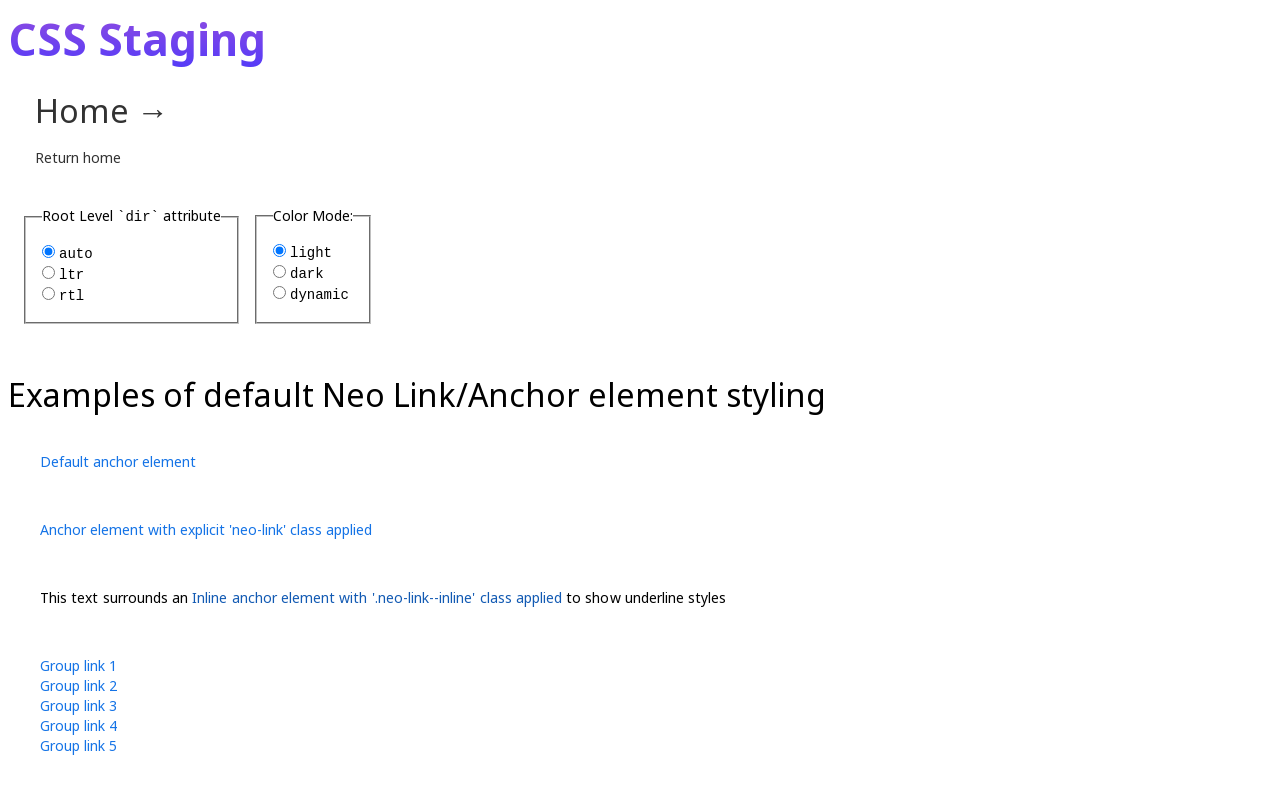 CSS Staging
Home →
Return home
Root Level `dir` attribute
auto
ltr
rtl
Color Mode:
light
dark
dynamic
Examples of default Neo Link/Anchor element styling
Default anchor element
Anchor element with explicit 'neo-link' class applied
This text surrounds an Inline anchor element with '.neo-link--inline' class applied to show underline styles
Group link 1
Group link 2
Group link 3
Group link 4
Group link 5